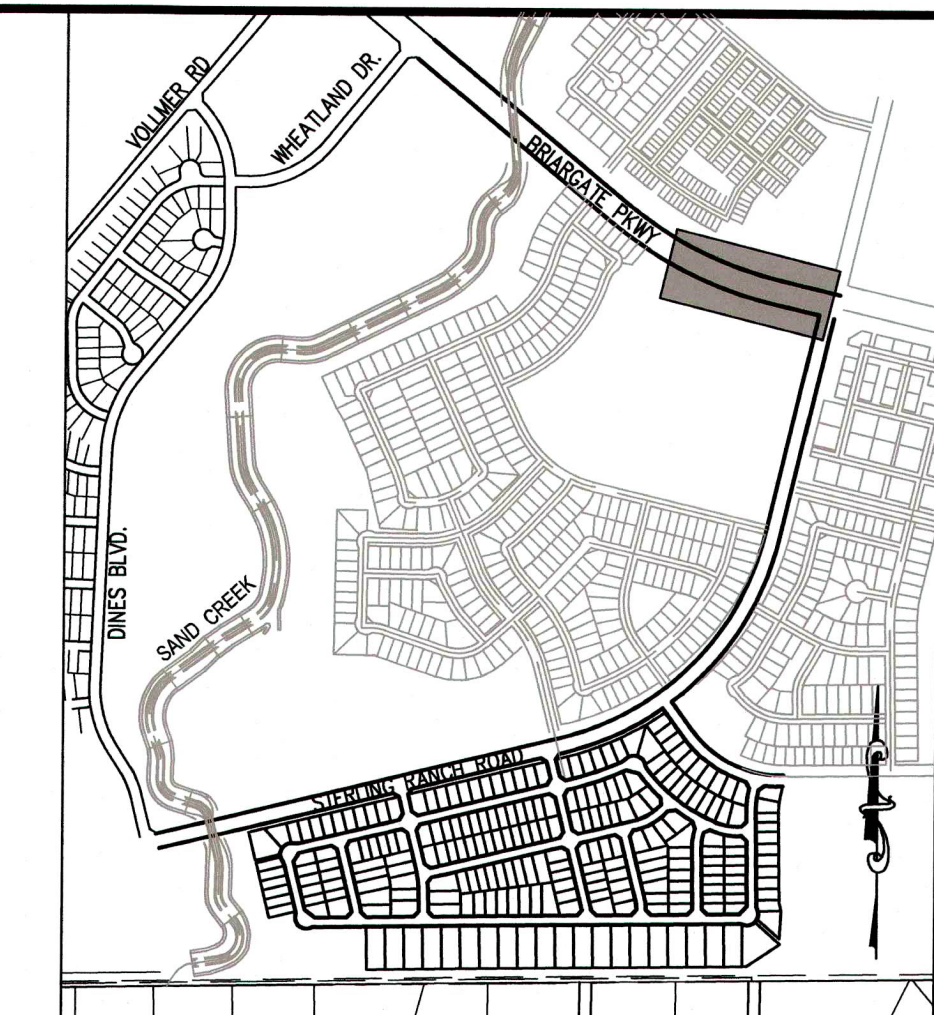 VOLLMER RD
WHEATLAND DR.
BRIARGATE PKWY
DINES BLVD.
SAND CREEK
STERLING RANCH ROAD